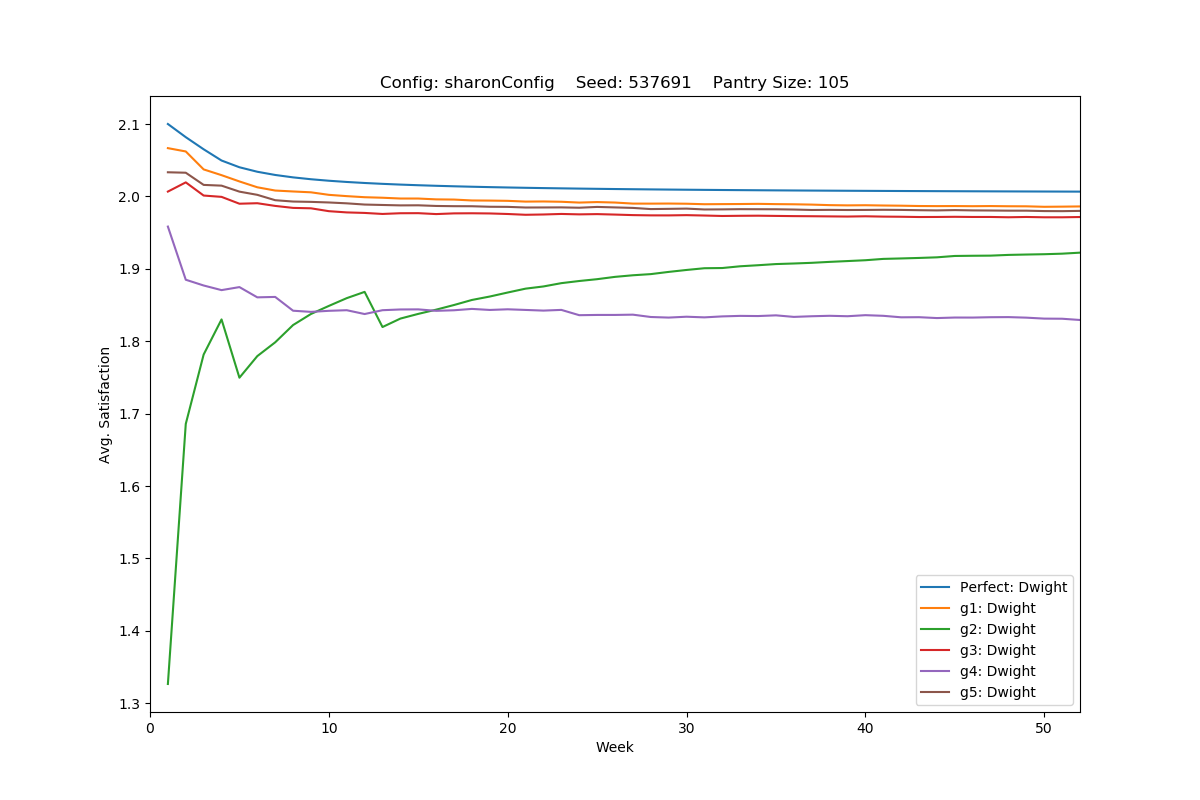 Config: sharonConfig    Seed: 537691    Pantry Size: 105
2.1
2.0
1.9
1.8
1.7
1.6
1.5
1.4
1.3
Avg. Satisfaction
0
10
20
30
40
50
Week
Perfect: Dwight
g1: Dwight
g2: Dwight
g3: Dwight
g4: Dwight
g5: Dwight